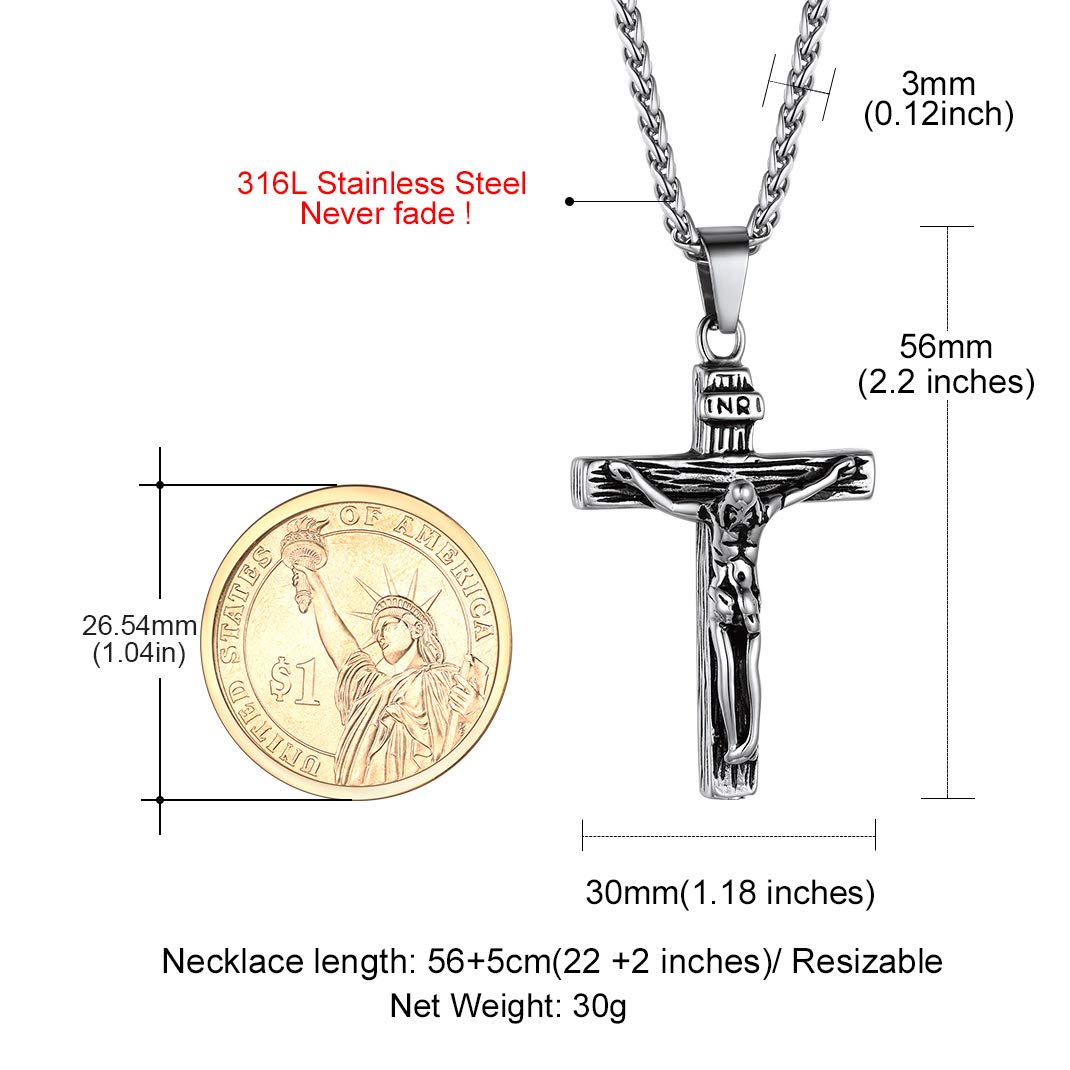 3mm
(0.12inch)
316L Stainless Steel
Never fade !
56mm
(2.2 inches)
INRI
UNITED STATES OF AMERICA
$1
26.54mm
(1.04in)
30mm(1.18 inches)
Necklace length: 56+5cm(22 +2 inches)/ Resizable
Net Weight: 30g